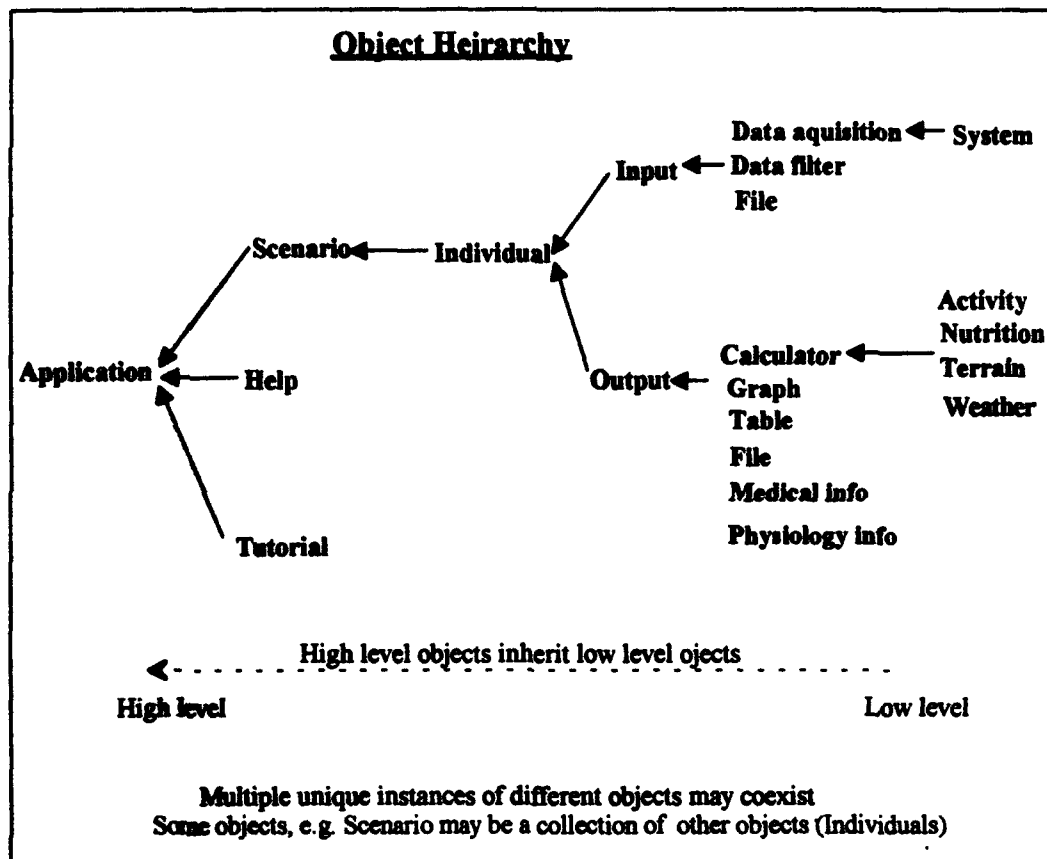 Object Heirarchy
Data aquisition
System
Input
Data filter
File
Scenario
Individual
Activity
Nutrition
Application
Help
Output
Calculator
Terrain
Graph
Weather
Table
File
Medical info
Physiology info
Tutorial
High level objects inherit low level ojects
High level
Low level
Multiple unique instances of different objects may coexist
Some objects, e.g. Scenario may be a collection of other objects (Individuals)